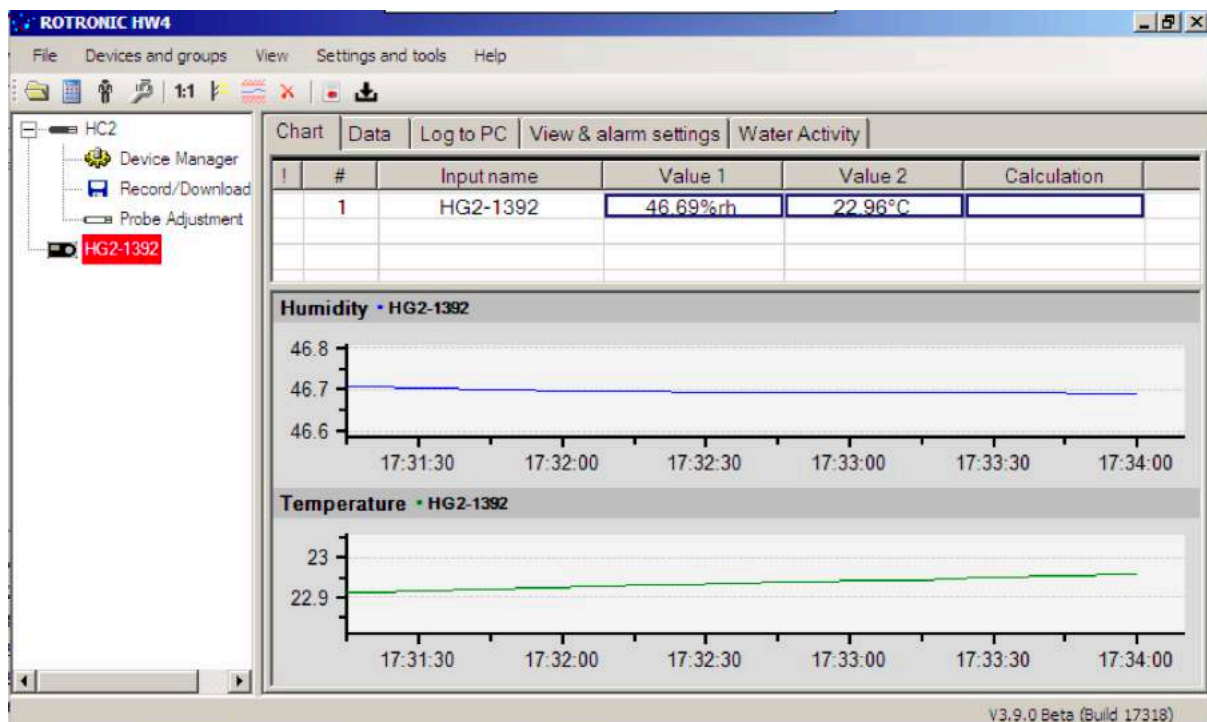 ROTRONIC HW4
File Devices and groups View Settings and tools Help
1:1
HC2
Device Manager
Record/Download
Probe Adjustment
HG2-1392
Chart Data Log to PC View & alarm settings Water Activity
! # Input name Value 1 Value 2 Calculation
1 HG2-1392 46.69%rh 22.96°C
Humidity • HG2-1392
46.8
46.7
46.6
17:31:30 17:32:00 17:32:30 17:33:00 17:33:30 17:34:00
Temperature • HG2-1392
23
22.9
17:31:30 17:32:00 17:32:30 17:33:00 17:33:30 17:34:00
V3.9.0 Beta (Build 17318)